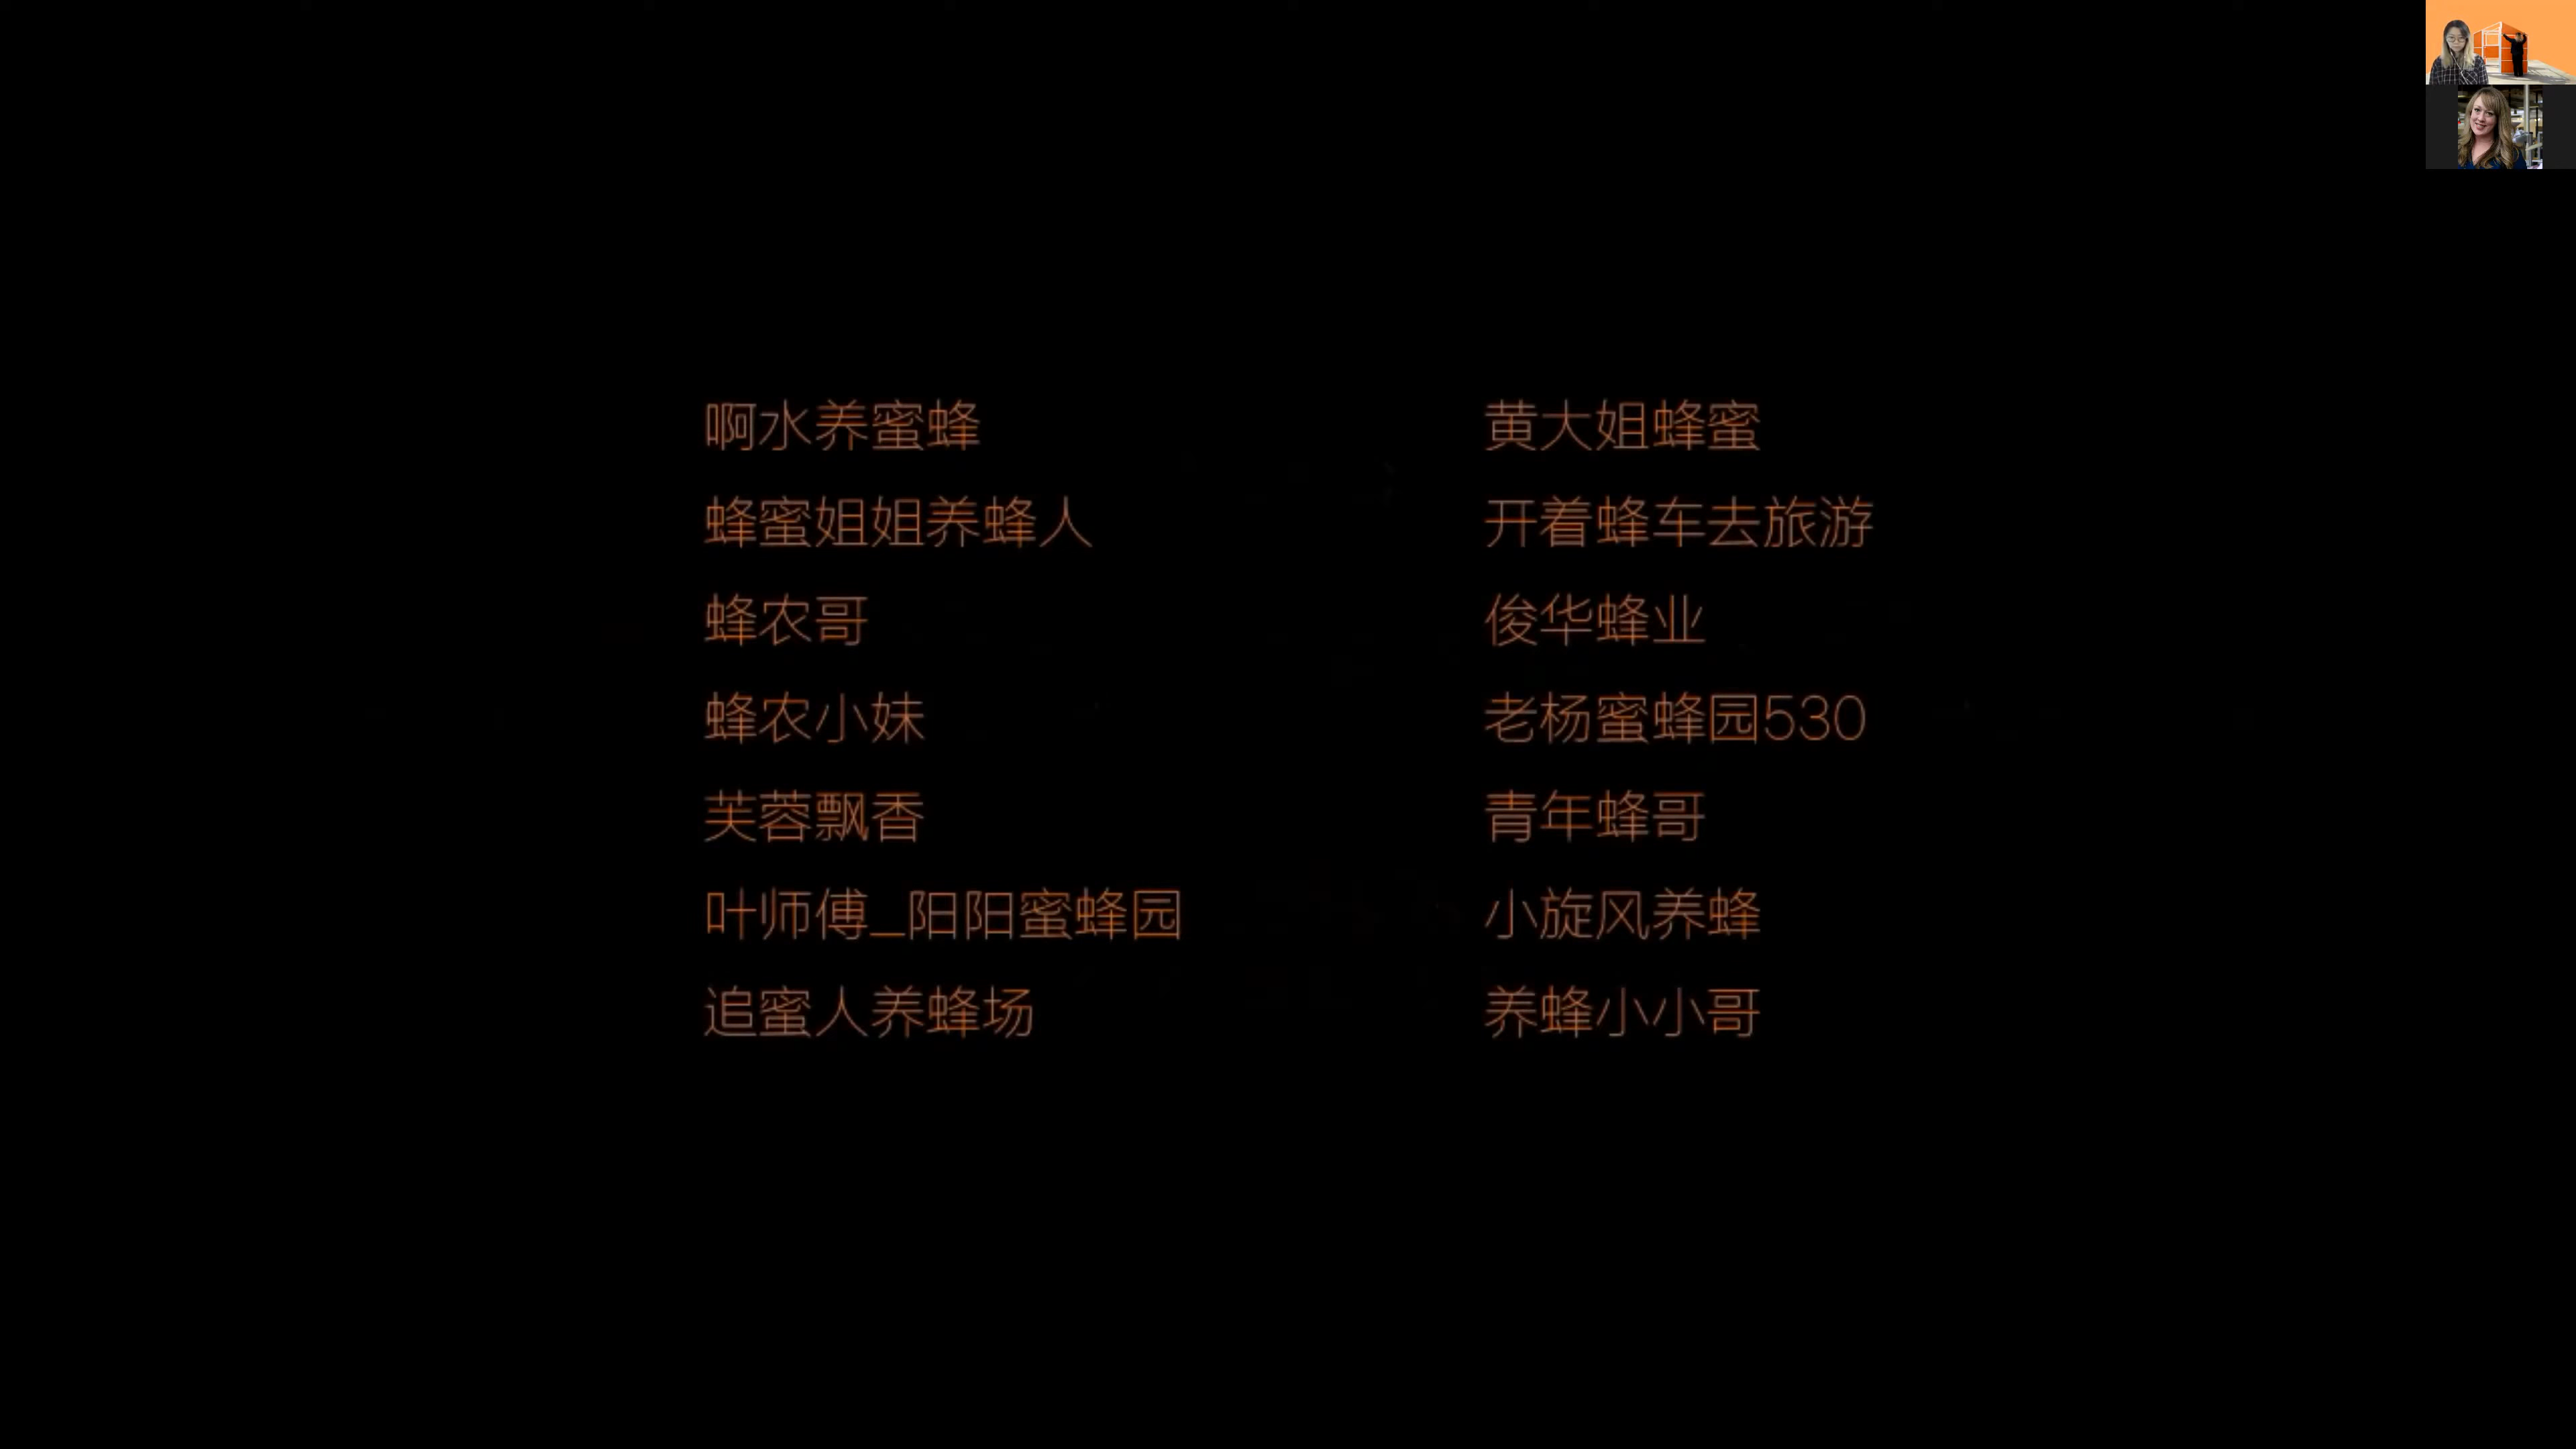 啊水养蜜蜂
蜂蜜姐姐养蜂人
蜂农哥
蜂农小妹
芙蓉飘香
叶师傅_阳阳蜜蜂园
追蜜人养蜂场
黄大姐蜂蜜
开着蜂车去旅游
俊华蜂业
老杨蜜蜂园530
青年蜂哥
小旋风养蜂
养蜂小小哥